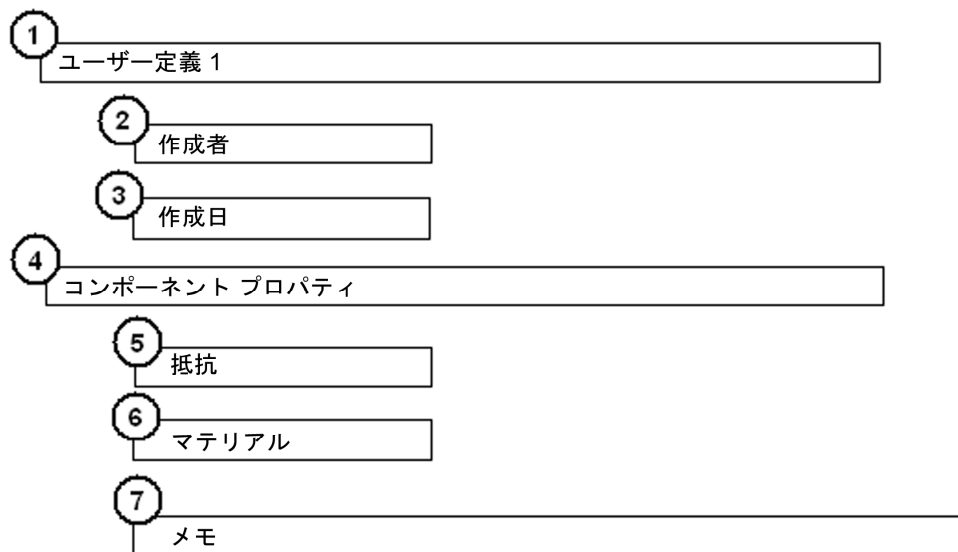 1
ユーザー定義 1
2
作成者
3
作成日
4
コンポーネント プロパティ
5
抵抗
6
マテリアル
7
メモ